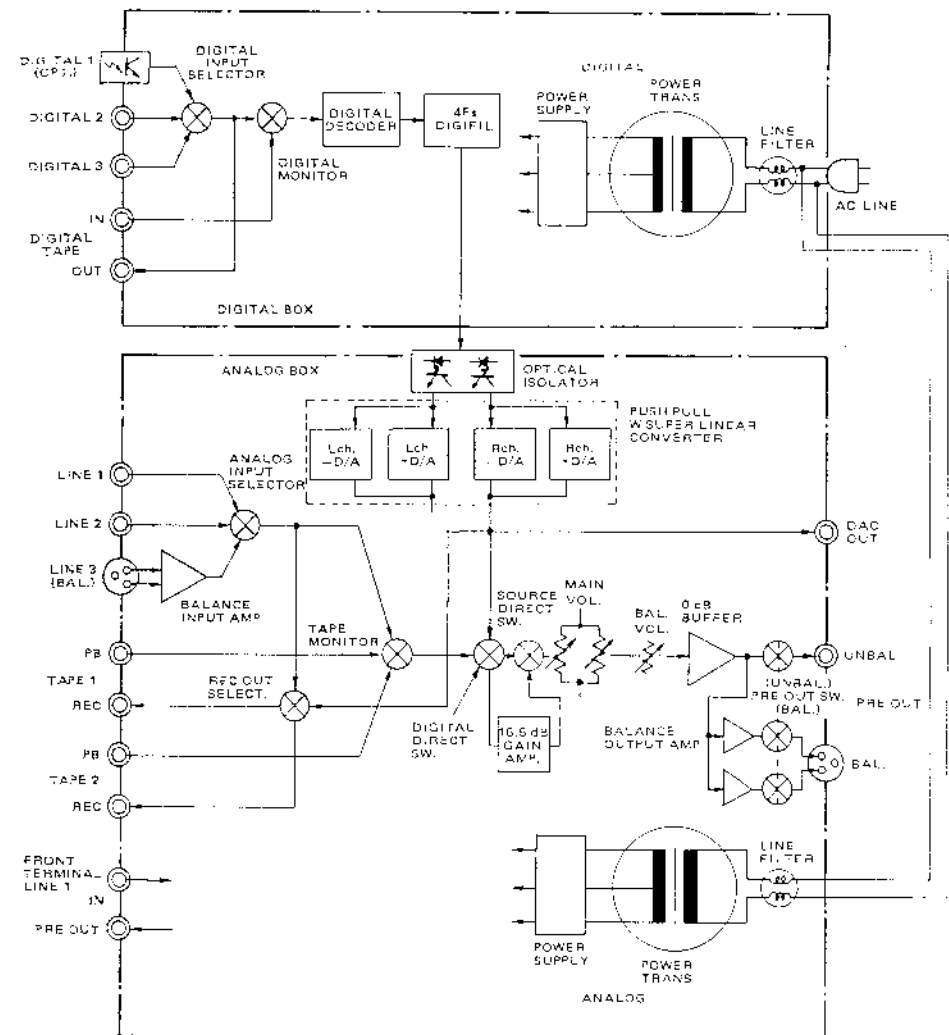 DIGITAL 1
(OPT.)
DIGITAL
INPUT
SELECTOR
DIGITAL 2
DIGITAL 3
IN
DIGITAL
TAPE
OUT
DIGITAL
DECODER
4Fs
DIGIFIL
DIGITAL
MONITOR
DIGITAL BOX
DIGITAL
POWER
SUPPLY
POWER
TRANS
LINE
FILTER
AC LINE
ANALOG BOX
OPTICAL
ISOLATOR
PUSH PULL
W SUPER LINEAR
CONVERTER
Lch,
−D/A
Lch
+D/A
Rch,
−D/A
Rch,
+D/A
ANALOG
INPUT
SELECTOR
LINE 1
LINE 2
LINE 3
(BAL.)
BALANCE
INPUT AMP
DAC
OUT
SOURCE
DIRECT
SW.
MAIN
VOL.
BAL.
VOL.
0 dB
BUFFER
TAPE
MONITOR
PB
TAPE 1
REC
REC OUT
SELECT.
PB
TAPE 2
REC
DIGITAL
DIRECT
SW.
16.5 dB
GAIN
AMP.
UNBAL
(UNBAL.)
PRE OUT SW.
(BAL.)
PRE OUT
BALANCE
OUTPUT AMP
BAL.
FRONT
TERMINAL
LINE 1
IN
PRE OUT
POWER
SUPPLY
POWER
TRANS
ANALOG
LINE
FILTER